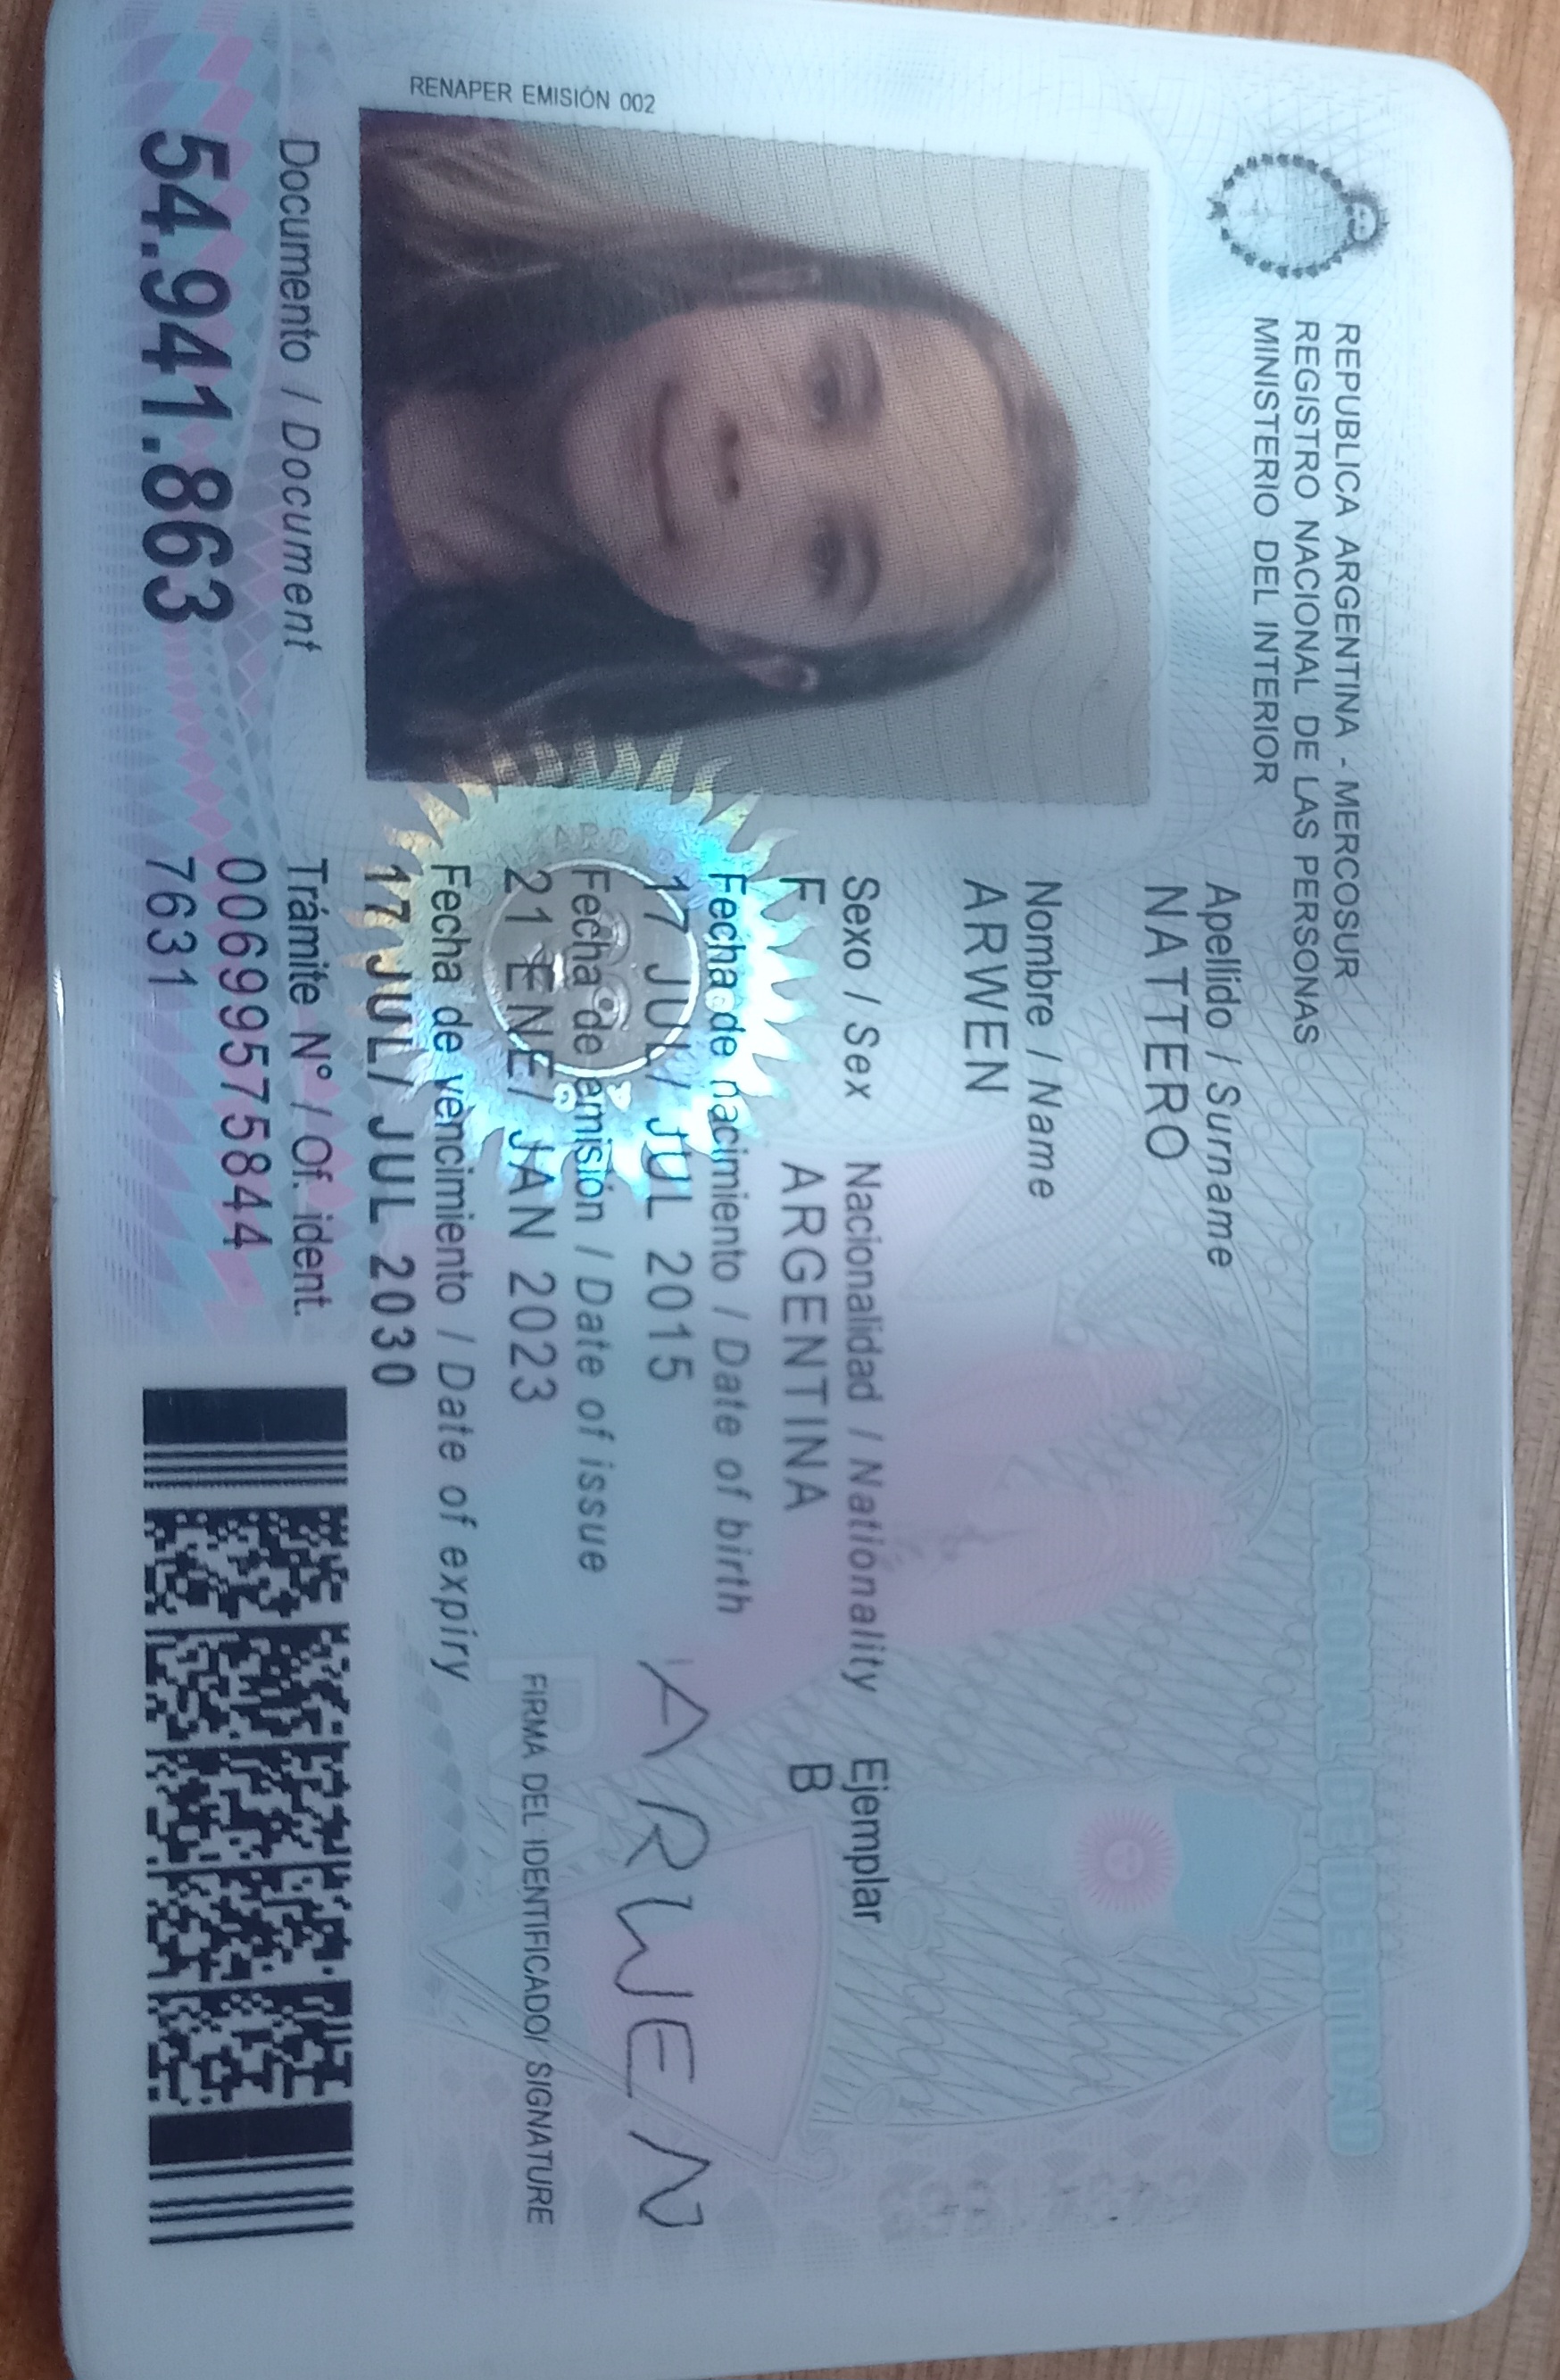 REPUBLICA ARGENTINA - MERCOSUR
REGISTRO NACIONAL DE LAS PERSONAS
MINISTERIO DEL INTERIOR
DOCUMENTO NACIONAL DE IDENTIDAD
RENAPER EMISIÓN 002
Apellido / Surname
NATTERO
Nombre / Name
ARWEN
Sexo / Sex Nacionalidad / Nationality Ejemplar
F ARGENTINA B
Fecha de nacimiento / Date of birth
17 JUL/ JUL 2015
Fecha de emisión / Date of issue
21 ENE/ JAN 2023
Fecha de vencimiento / Date of expiry
17 JUL/ JUL 2030
ARWEN
FIRMA DEL IDENTIFICADO/ SIGNATURE
Documento / Document
54.941.863
Trámite N° / Of. ident.
00699575844
7631